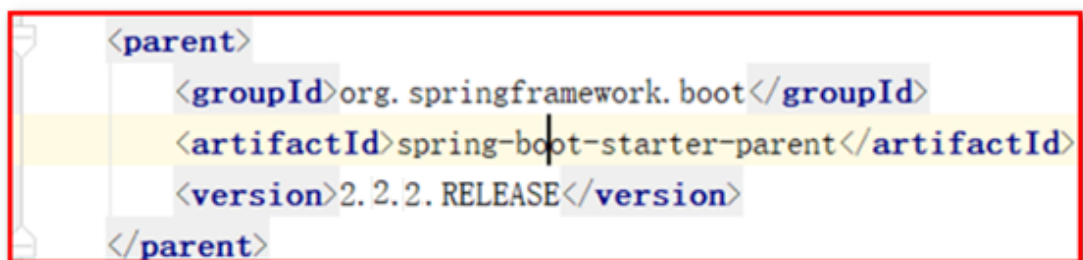 <parent>
<groupId>org.springframework.boot</groupId>
<artifactId>spring-boot-starter-parent</artifactId>
<version>2.2.2.RELEASE</version>
</parent>